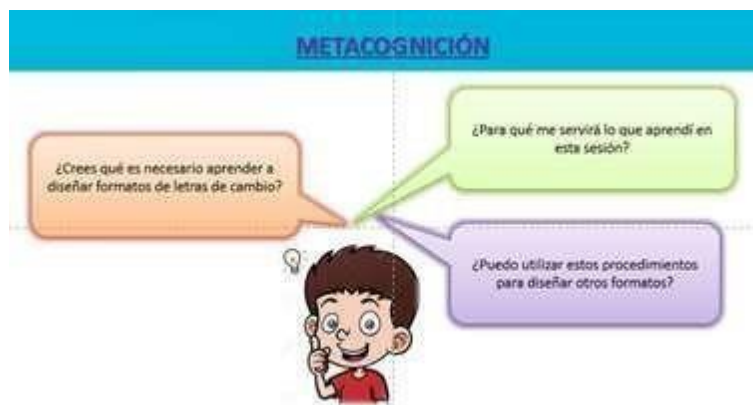 METACOGNICIÓN
¿Para qué me servirá lo que aprendí en
esta sesión?
¿Crees qué es necesario aprender a
diseñar formatos de letras de cambio?
¿Puedo utilizar estos procedimientos
para diseñar otros formatos?